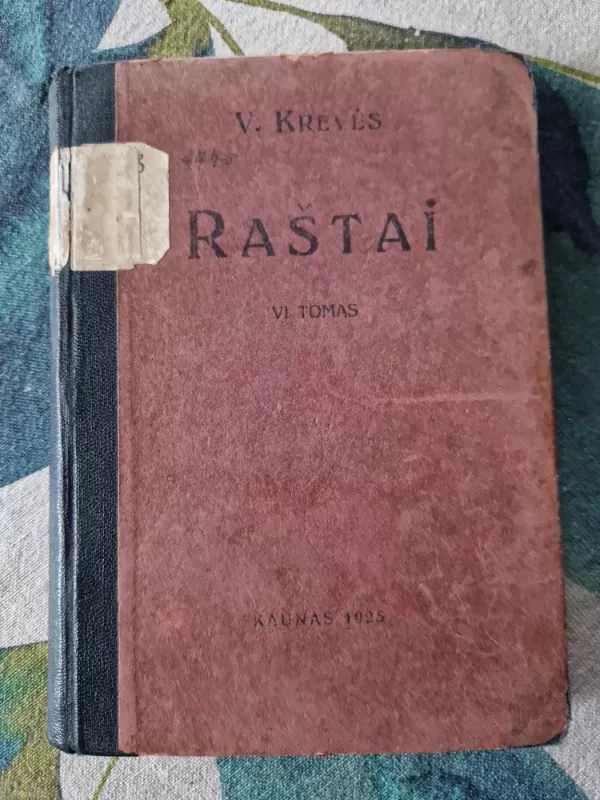 V. KREVĖS
RAŠTAI
VI TOMAS
KAUNAS 1925